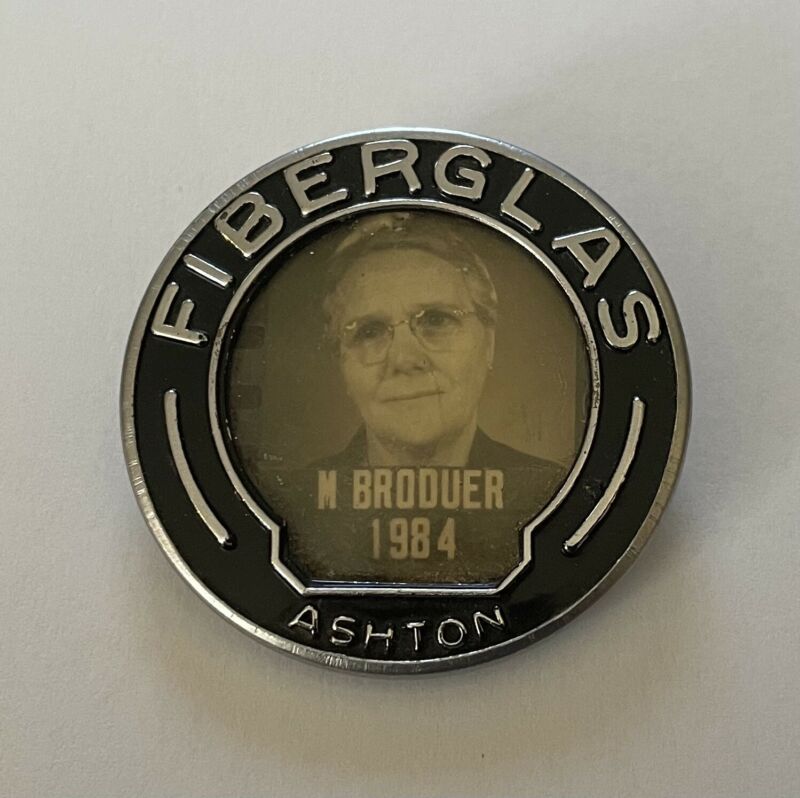 FIBERGLAS
M BRODUER
1984
ASHTON